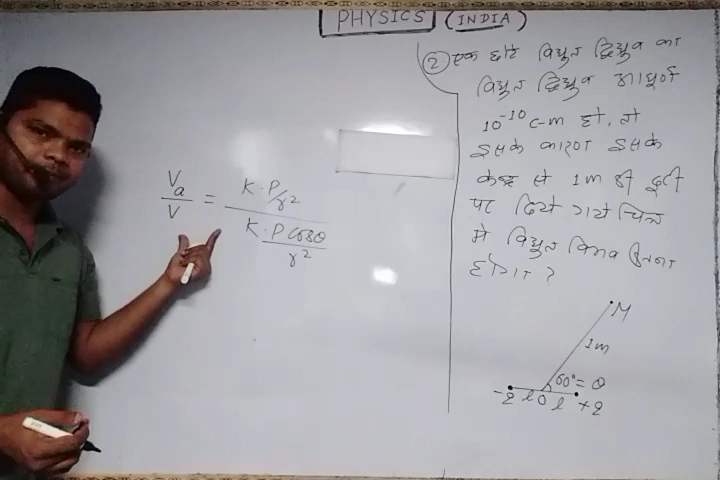 PHYSICS (INDIA)
② एक छोटे विद्युत द्विध्रुव का
विद्युत द्विध्रुव आघूर्ण
10⁻¹⁰ C-m हो, तो
इसके कारण इसके
केन्द्र से 1m की दूरी
पर दिये गये चित्र
मे विद्युत विभव कितना
होगा ?
Vₐ/V = (K·P/r²)/(K·P cosθ/r²)
M
1m
60° = θ
-q l O l +q